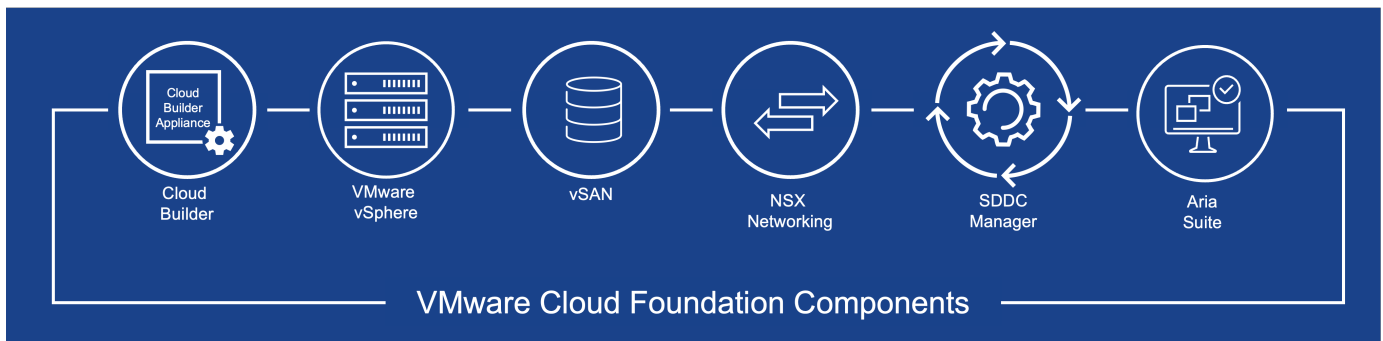 Cloud
Builder
Appliance
Cloud
Builder
VMware
vSphere
vSAN
NSX
Networking
SDDC
Manager
Aria
Suite
VMware Cloud Foundation Components